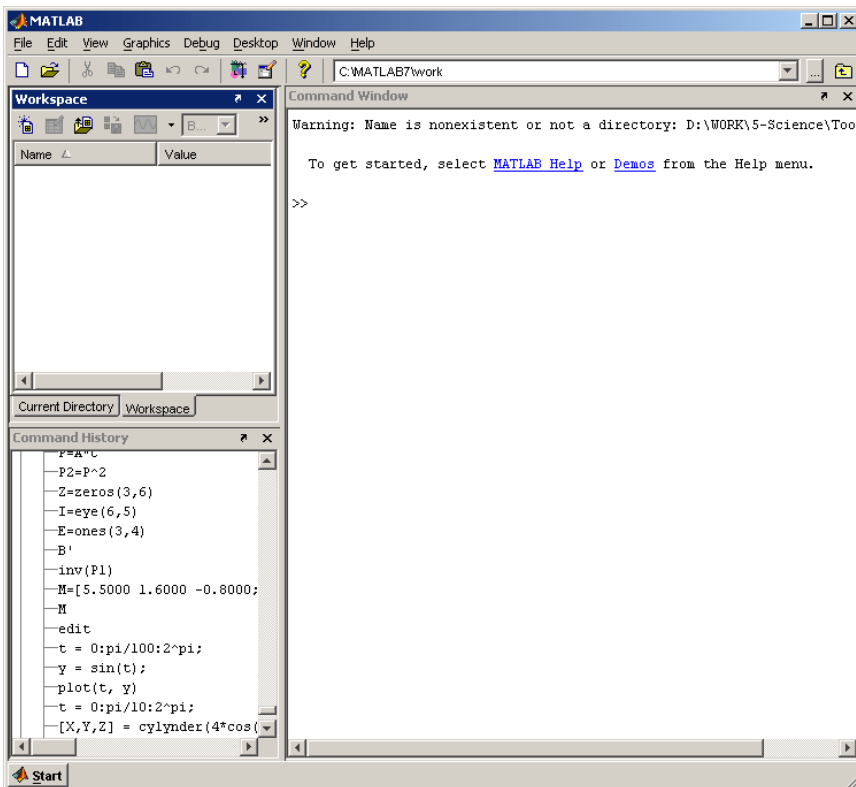 MATLAB
File Edit View Graphics Debug Desktop Window Help
C:\MATLAB7\work
...
Workspace
B...
»
Name Value
Current Directory Workspace
Command History
P=A*C
P2=P^2
Z=zeros(3,6)
I=eye(6,5)
E=ones(3,4)
B'
inv(P1)
M=[5.5000 1.6000 -0.8000;
M
edit
t = 0:pi/100:2^pi;
y = sin(t);
plot(t, y)
t = 0:pi/10:2^pi;
[X,Y,Z] = cylynder(4*cos(
Command Window
Warning: Name is nonexistent or not a directory: D:\WORK\5-Science\Too
To get started, select MATLAB Help or Demos from the Help menu.
>>
Start